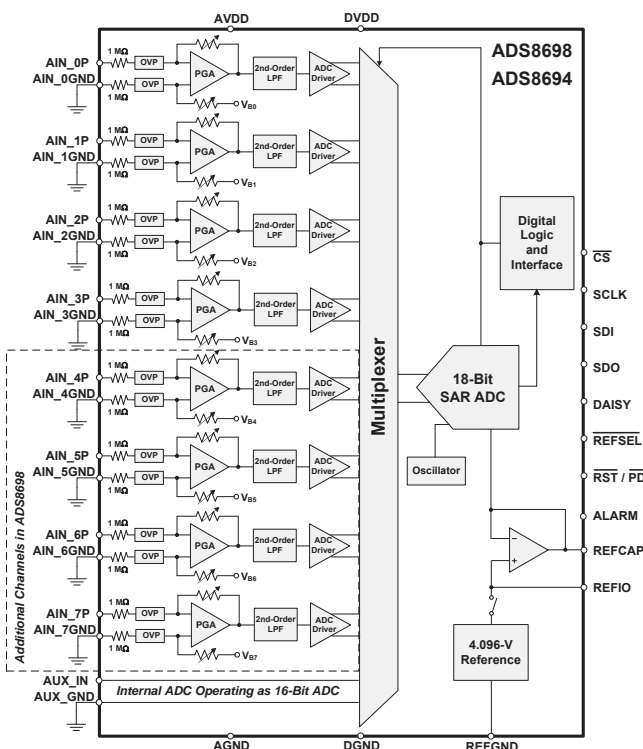 AVDD
DVDD
ADS8698
ADS8694
AIN_0P
AIN_0GND
1 MΩ
OVP
1 MΩ
OVP
PGA
2nd-Order
LPF
ADC
Driver
VB0
AIN_1P
AIN_1GND
1 MΩ
OVP
1 MΩ
OVP
PGA
2nd-Order
LPF
ADC
Driver
VB1
AIN_2P
AIN_2GND
1 MΩ
OVP
1 MΩ
OVP
PGA
2nd-Order
LPF
ADC
Driver
VB2
AIN_3P
AIN_3GND
1 MΩ
OVP
1 MΩ
OVP
PGA
2nd-Order
LPF
ADC
Driver
VB3
Additional Channels in ADS8698
AIN_4P
AIN_4GND
1 MΩ
OVP
1 MΩ
OVP
PGA
2nd-Order
LPF
ADC
Driver
VB4
AIN_5P
AIN_5GND
1 MΩ
OVP
1 MΩ
OVP
PGA
2nd-Order
LPF
ADC
Driver
VB5
AIN_6P
AIN_6GND
1 MΩ
OVP
1 MΩ
OVP
PGA
2nd-Order
LPF
ADC
Driver
VB6
AIN_7P
AIN_7GND
1 MΩ
OVP
1 MΩ
OVP
PGA
2nd-Order
LPF
ADC
Driver
VB7
AUX_IN
AUX_GND
Internal ADC Operating as 16-Bit ADC
Multiplexer
Digital
Logic
and
Interface
18-Bit
SAR ADC
Oscillator
4.096-V
Reference
CS
SCLK
SDI
SDO
DAISY
REFSEL
RST / PD
ALARM
REFCAP
REFIO
AGND
DGND
REFGND